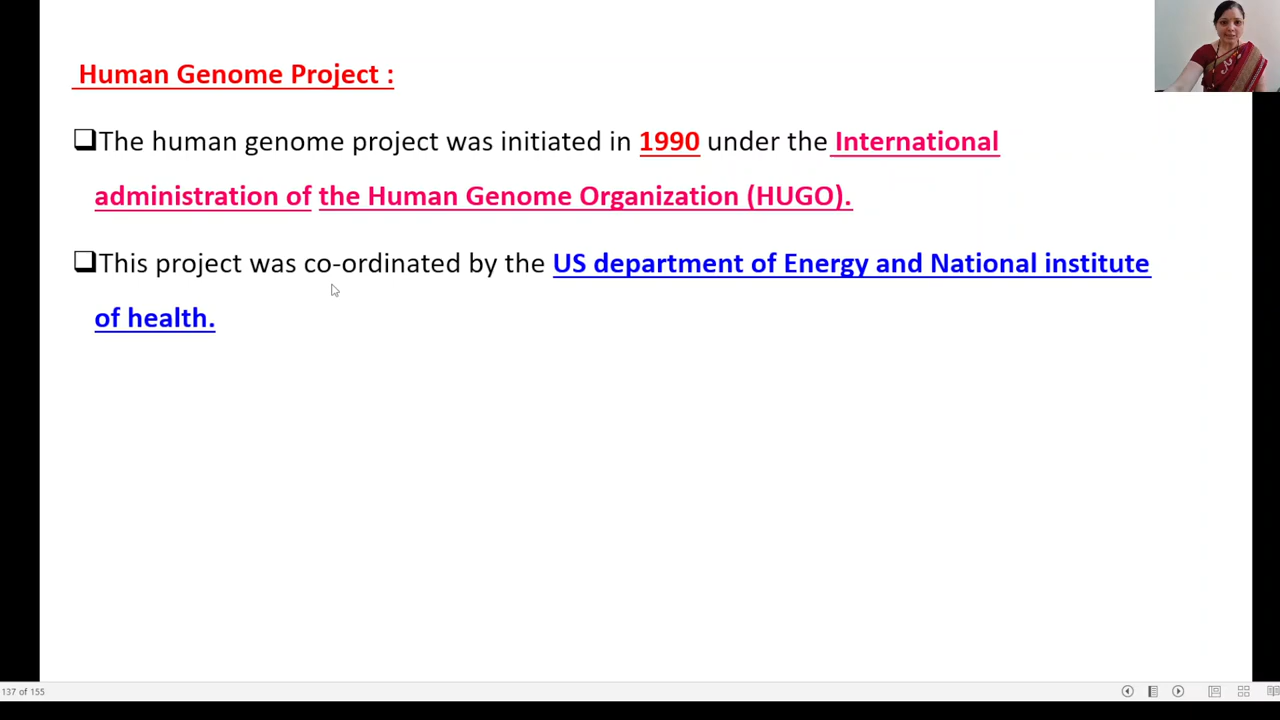 Human Genome Project :
❑The human genome project was initiated in 1990 under the International
administration of the Human Genome Organization (HUGO).
❑This project was co-ordinated by the US department of Energy and National institute
of health.
137 of 155